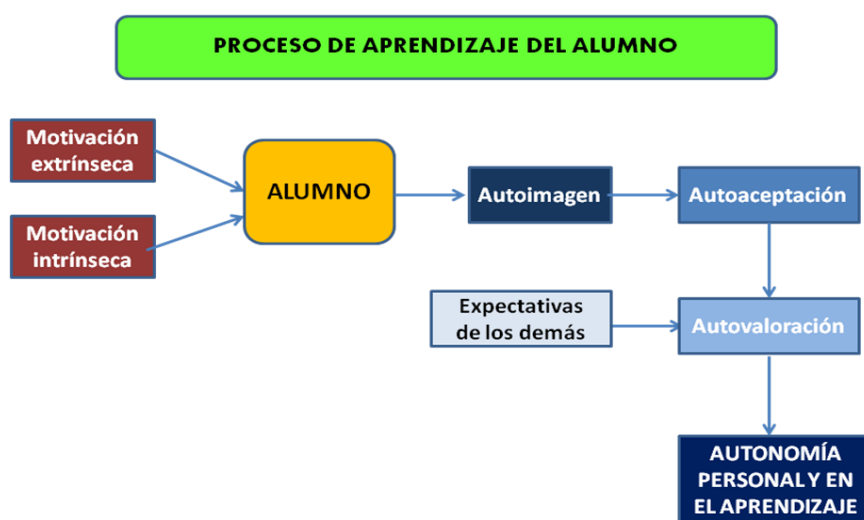 PROCESO DE APRENDIZAJE DEL ALUMNO
Motivación
extrínseca
ALUMNO
Autoimagen
Autoaceptación
Motivación
intrínseca
Expectativas
de los demás
Autovaloración
AUTONOMÍA
PERSONAL Y EN
EL APRENDIZAJE